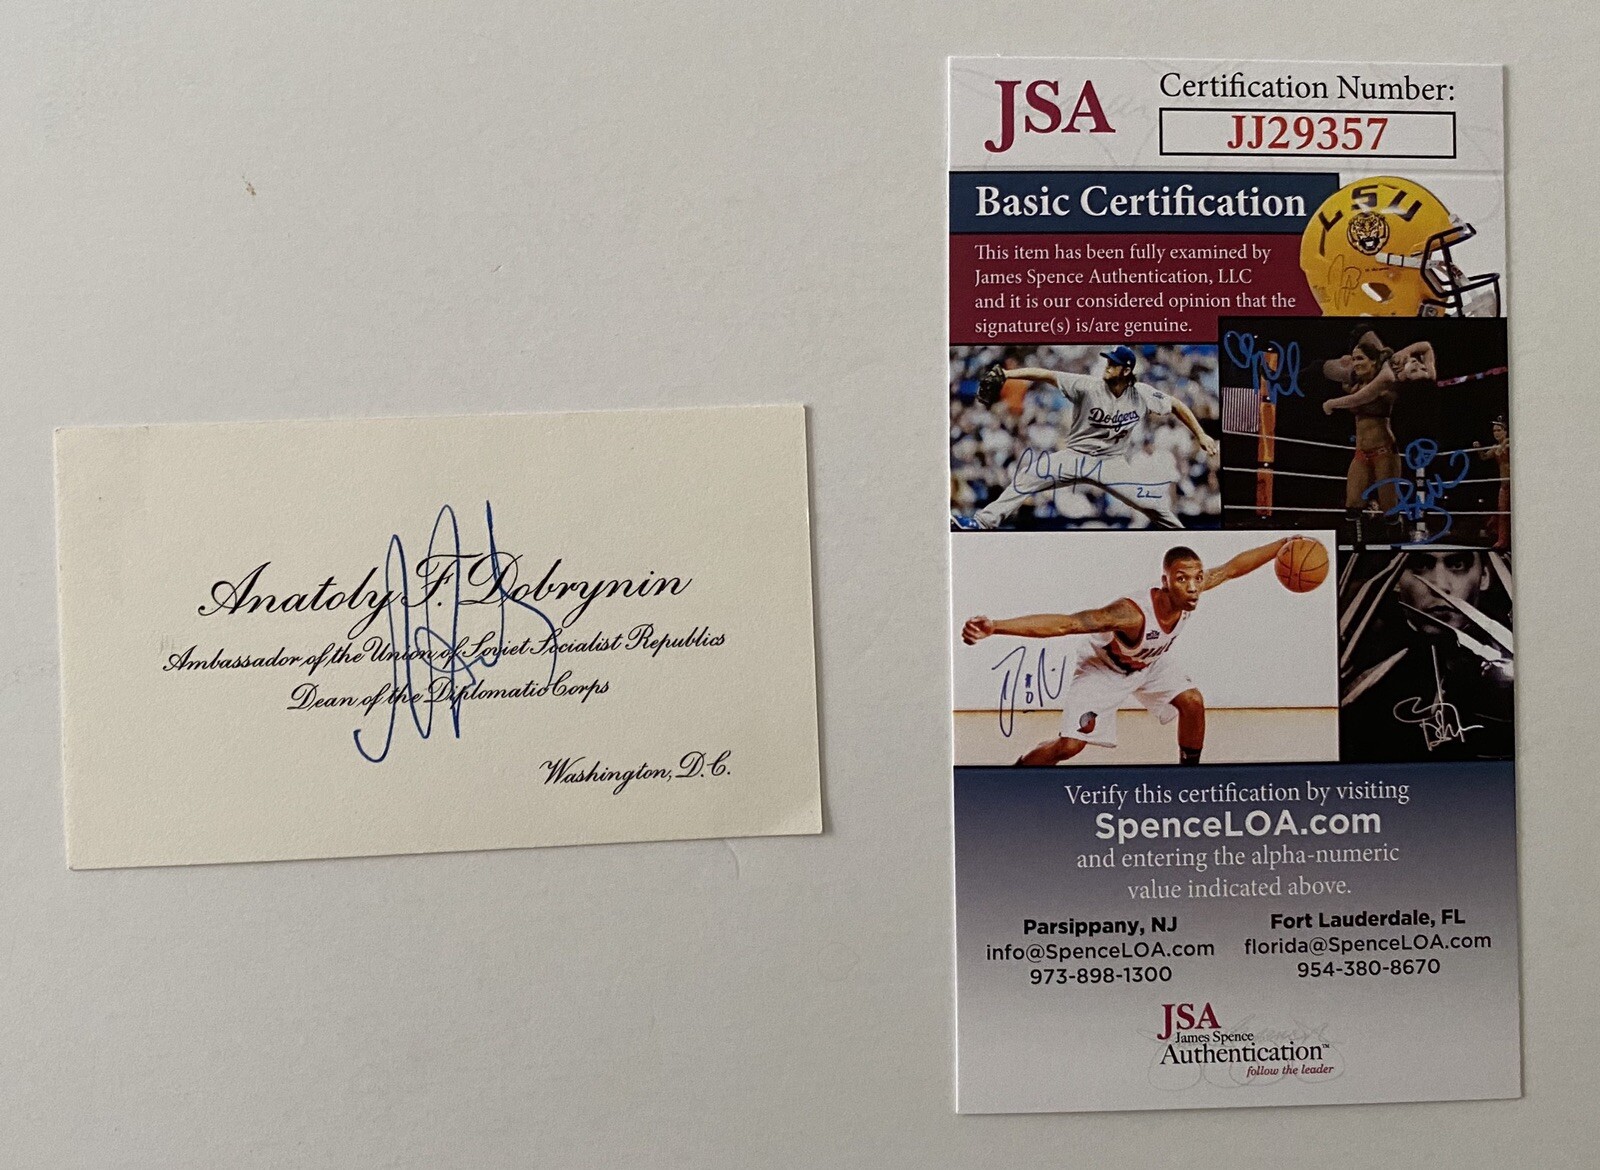 Anatoly F. Dobrynin
Ambassador of the Union of Soviet Socialist Republics
Dean of the Diplomatic Corps
Washington, D.C.
JSA
Certification Number:
JJ29357
Basic Certification
LSU
This item has been fully examined by
James Spence Authentication, LLC
and it is our considered opinion that the
signature(s) is/are genuine.
Dodgers
22
#0
Verify this certification by visiting
SpenceLOA.com
and entering the alpha-numeric
value indicated above.
Parsippany, NJ
info@SpenceLOA.com
973-898-1300
Fort Lauderdale, FL
florida@SpenceLOA.com
954-380-8670
JSA
James Spence
Authentication™
follow the leader